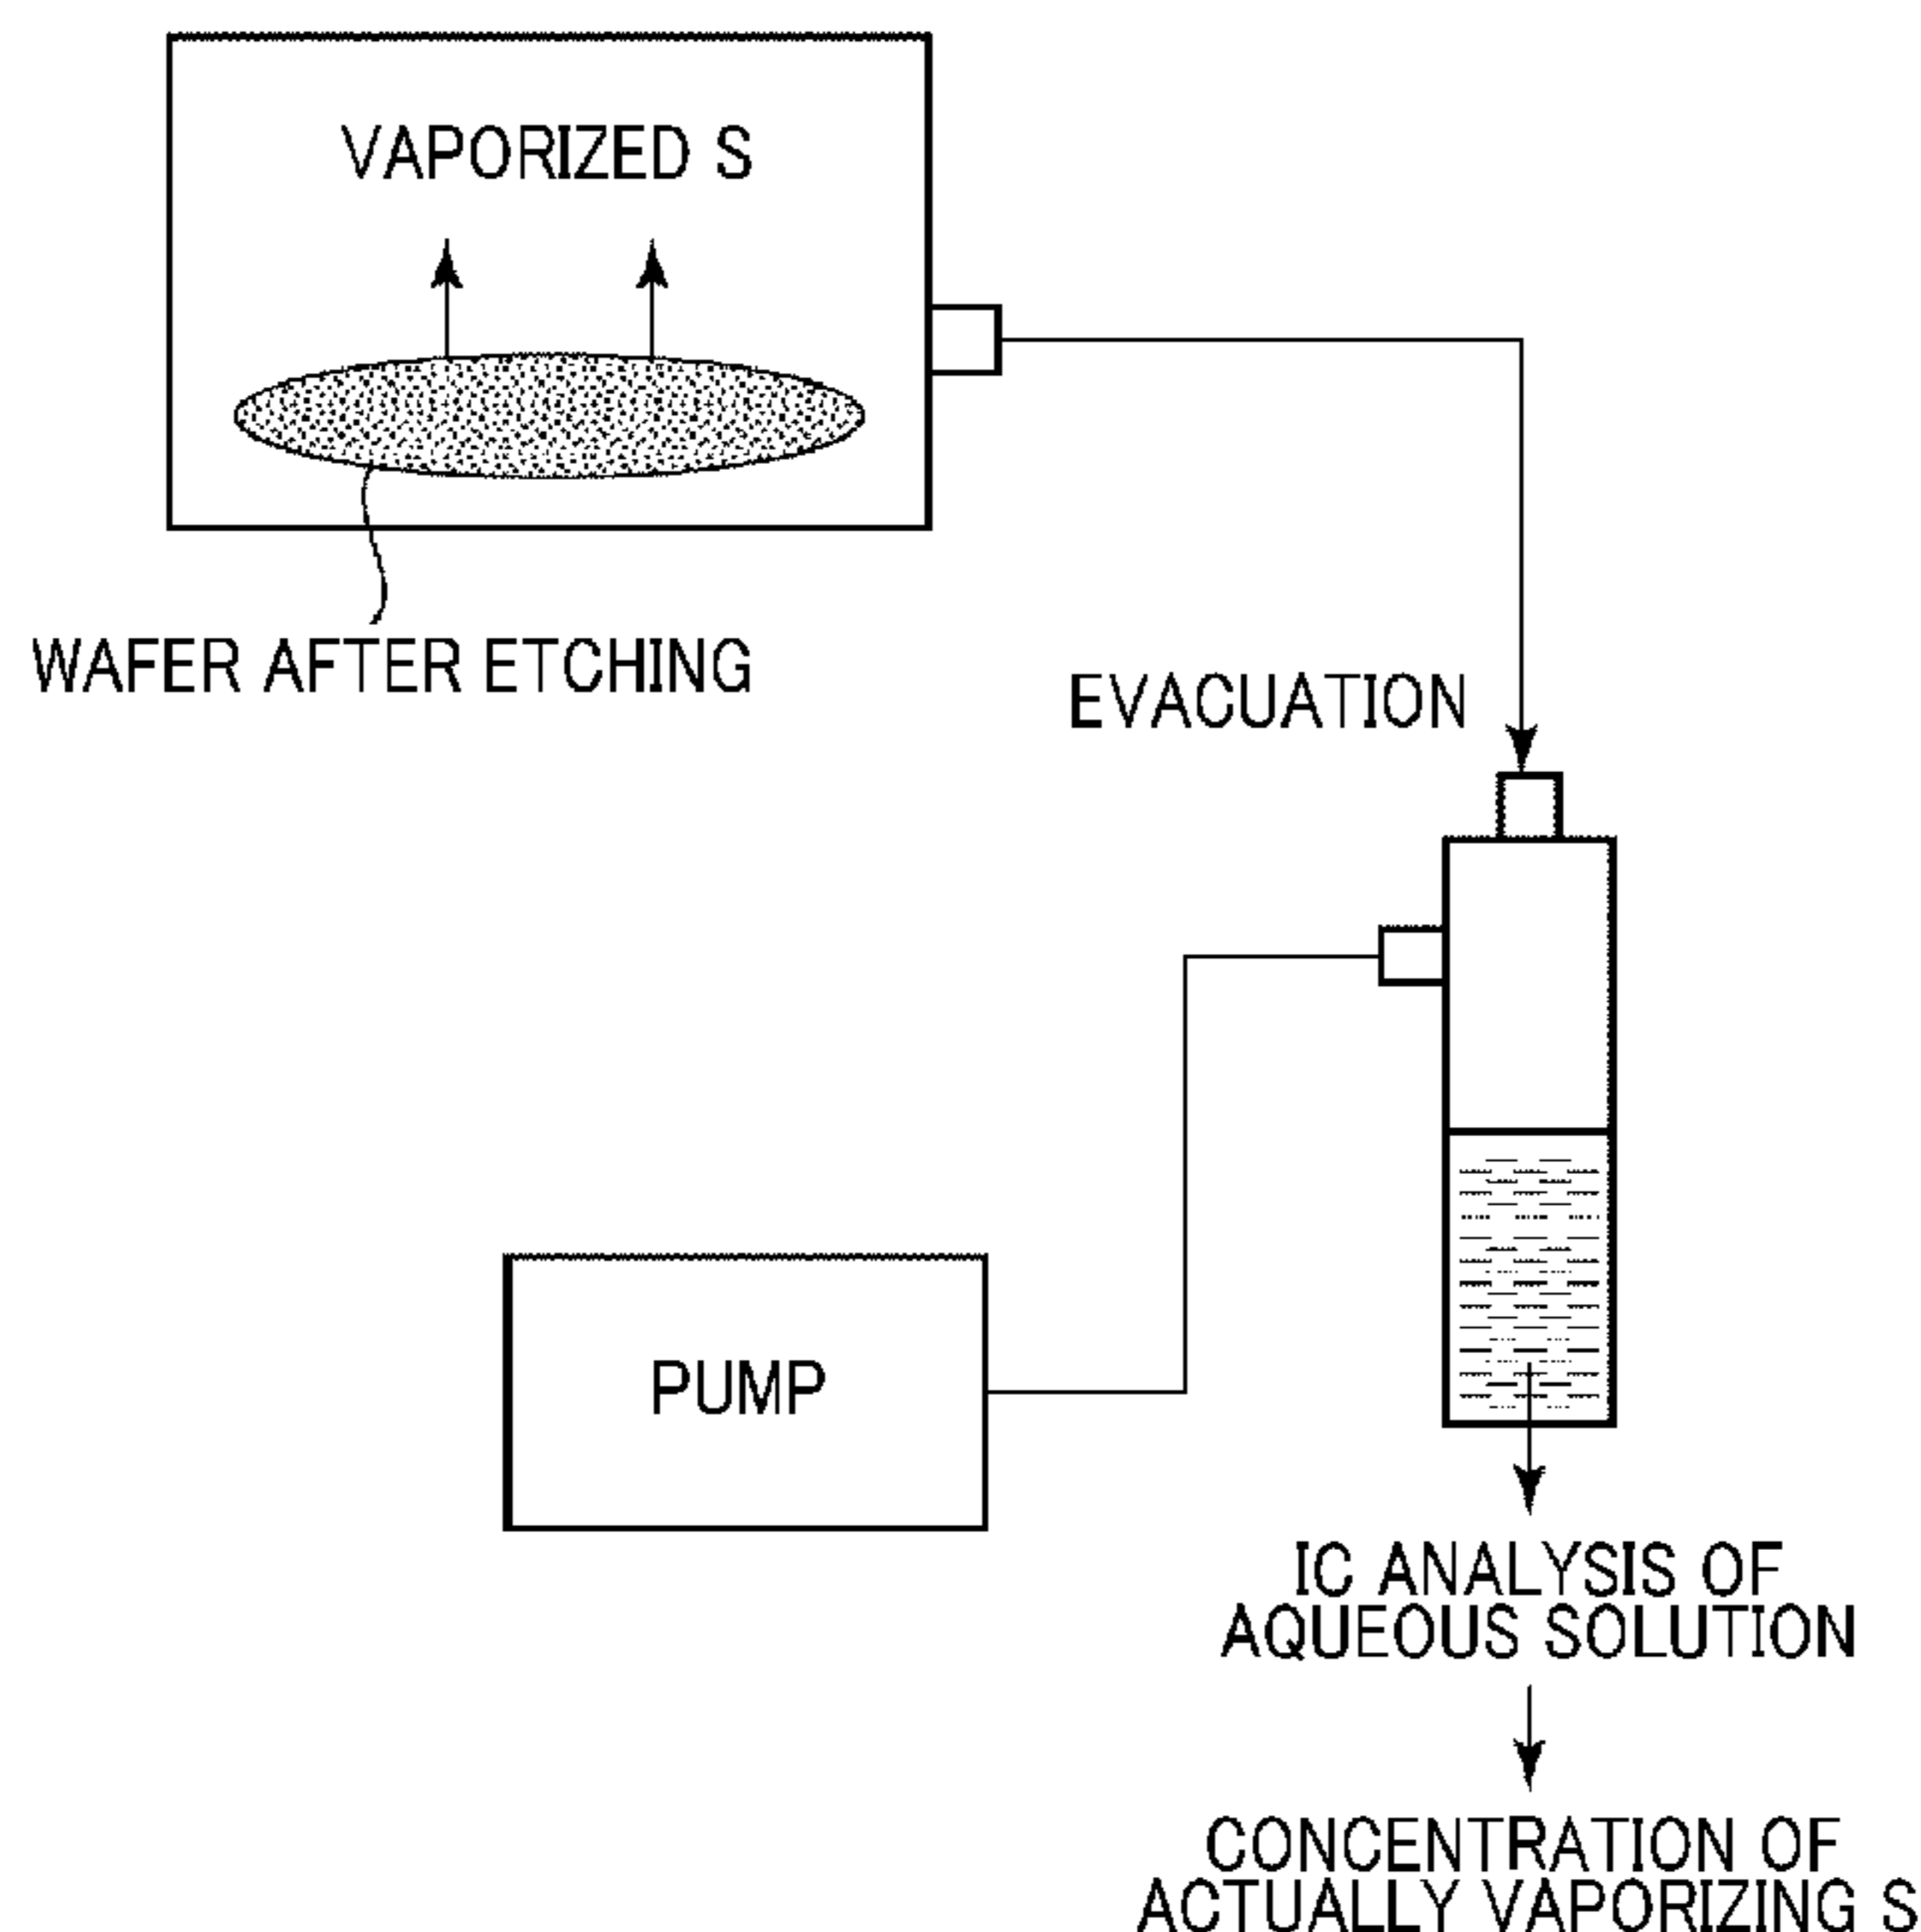 VAPORIZED S
WAFER AFTER ETCHING
EVACUATION
PUMP
IC ANALYSIS OF
AQUEOUS SOLUTION
CONCENTRATION OF
ACTUALLY VAPORIZING S